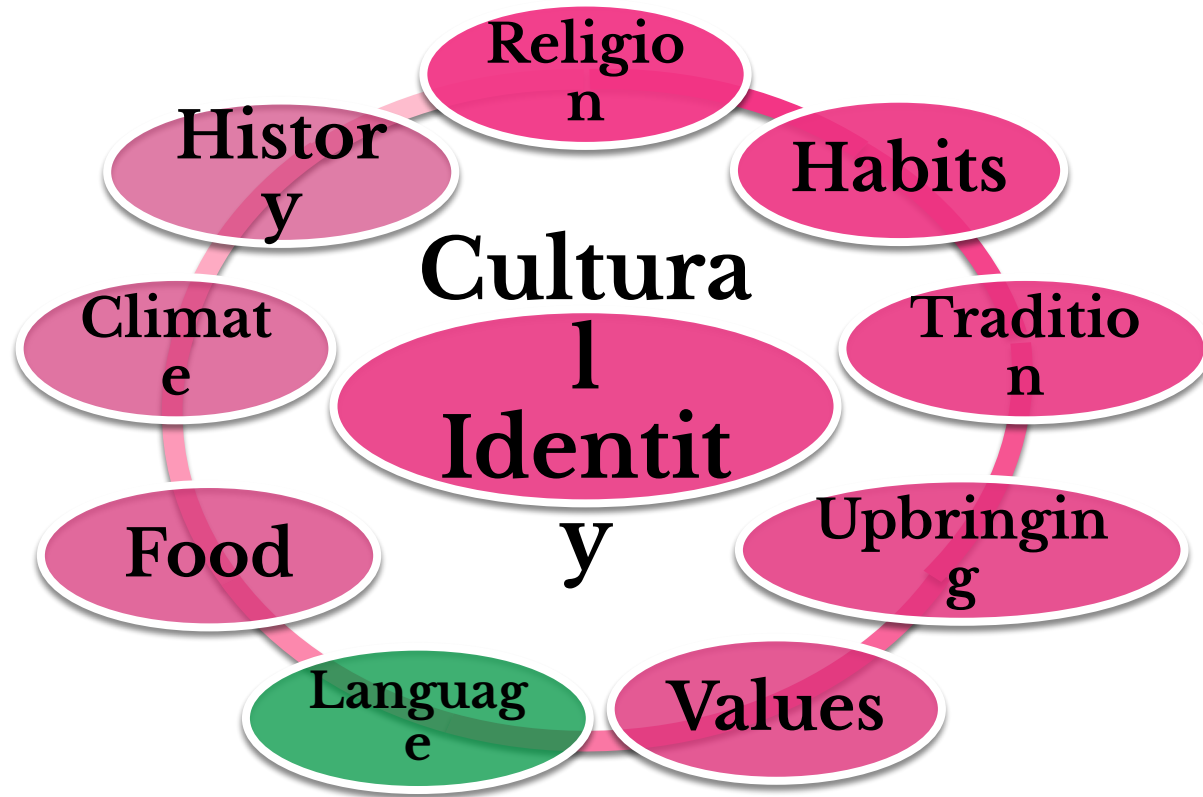 Religio
n
Habits
Traditio
n
Upbringin
g
Values
Languag
e
Food
Climat
e
Histor
y
Cultura
l
Identit
y